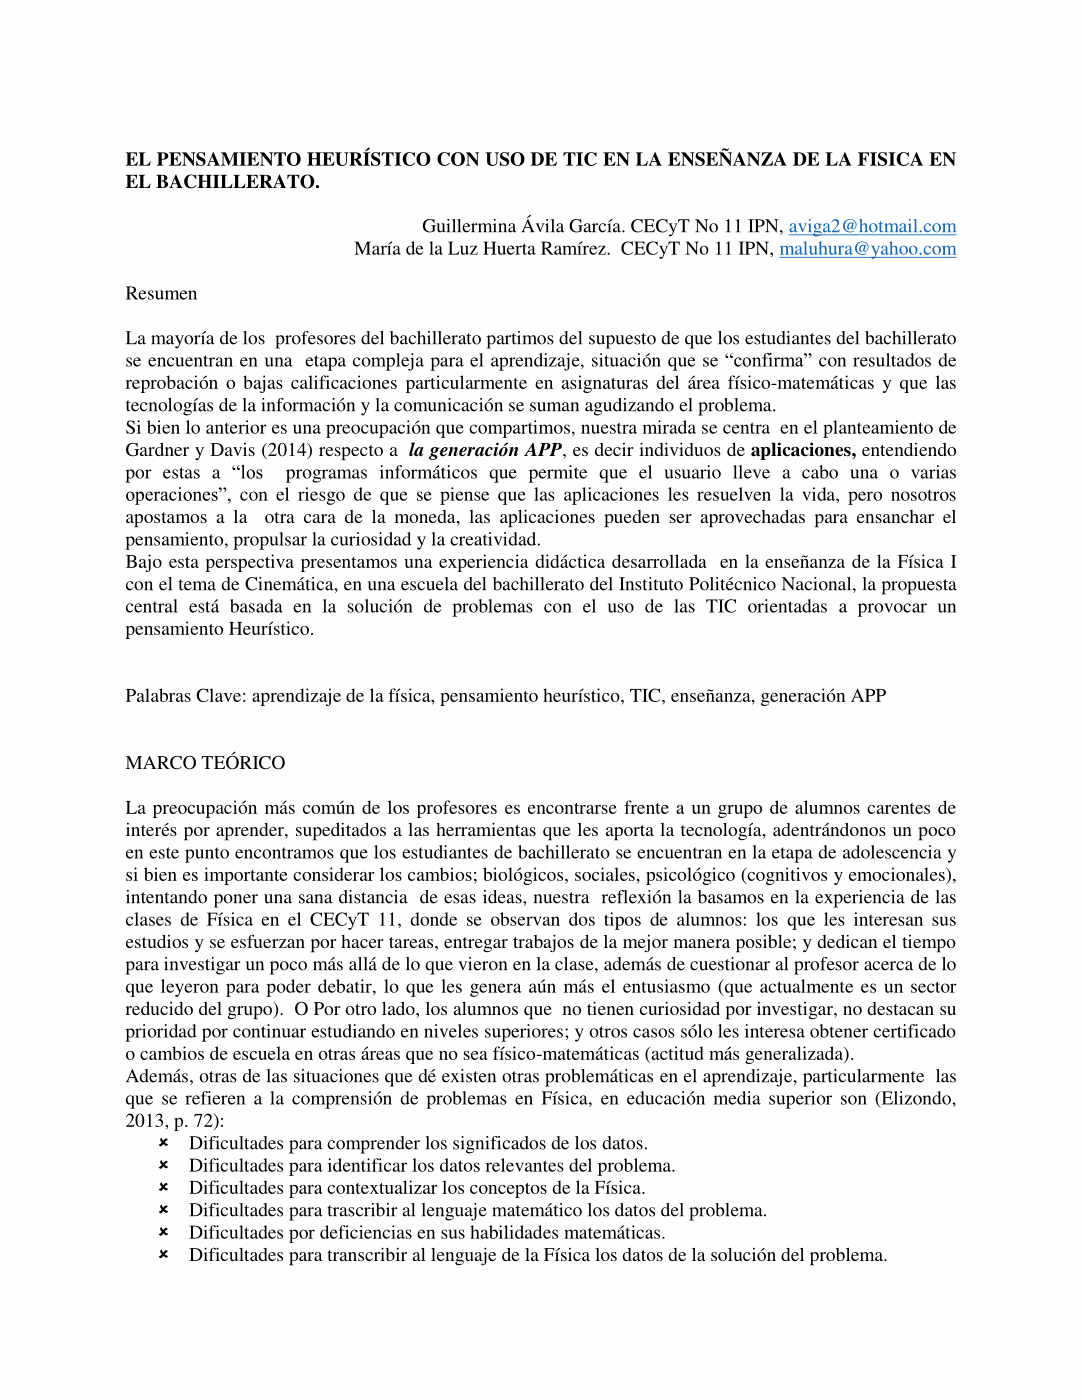 EL PENSAMIENTO HEURÍSTICO CON USO DE TIC EN LA ENSEÑANZA DE LA FISICA EN
EL BACHILLERATO.
Guillermina Ávila García. CECyT No 11 IPN, aviga2@hotmail.com
María de la Luz Huerta Ramírez. CECyT No 11 IPN, maluhura@yahoo.com
Resumen
La mayoría de los profesores del bachillerato partimos del supuesto de que los estudiantes del bachillerato
se encuentran en una etapa compleja para el aprendizaje, situación que se “confirma” con resultados de
reprobación o bajas calificaciones particularmente en asignaturas del área físico-matemáticas y que las
tecnologías de la información y la comunicación se suman agudizando el problema.
Si bien lo anterior es una preocupación que compartimos, nuestra mirada se centra en el planteamiento de
Gardner y Davis (2014) respecto a la generación APP, es decir individuos de aplicaciones, entendiendo
por estas a “los programas informáticos que permite que el usuario lleve a cabo una o varias
operaciones”, con el riesgo de que se piense que las aplicaciones les resuelven la vida, pero nosotros
apostamos a la otra cara de la moneda, las aplicaciones pueden ser aprovechadas para ensanchar el
pensamiento, propulsar la curiosidad y la creatividad.
Bajo esta perspectiva presentamos una experiencia didáctica desarrollada en la enseñanza de la Física I
con el tema de Cinemática, en una escuela del bachillerato del Instituto Politécnico Nacional, la propuesta
central está basada en la solución de problemas con el uso de las TIC orientadas a provocar un
pensamiento Heurístico.
Palabras Clave: aprendizaje de la física, pensamiento heurístico, TIC, enseñanza, generación APP
MARCO TEÓRICO
La preocupación más común de los profesores es encontrarse frente a un grupo de alumnos carentes de
interés por aprender, supeditados a las herramientas que les aporta la tecnología, adentrándonos un poco
en este punto encontramos que los estudiantes de bachillerato se encuentran en la etapa de adolescencia y
si bien es importante considerar los cambios; biológicos, sociales, psicológico (cognitivos y emocionales),
intentando poner una sana distancia de esas ideas, nuestra reflexión la basamos en la experiencia de las
clases de Física en el CECyT 11, donde se observan dos tipos de alumnos: los que les interesan sus
estudios y se esfuerzan por hacer tareas, entregar trabajos de la mejor manera posible; y dedican el tiempo
para investigar un poco más allá de lo que vieron en la clase, además de cuestionar al profesor acerca de lo
que leyeron para poder debatir, lo que les genera aún más el entusiasmo (que actualmente es un sector
reducido del grupo). O Por otro lado, los alumnos que no tienen curiosidad por investigar, no destacan su
prioridad por continuar estudiando en niveles superiores; y otros casos sólo les interesa obtener certificado
o cambios de escuela en otras áreas que no sea físico-matemáticas (actitud más generalizada).
Además, otras de las situaciones que dé existen otras problemáticas en el aprendizaje, particularmente las
que se refieren a la comprensión de problemas en Física, en educación media superior son (Elizondo,
2013, p. 72):
× Dificultades para comprender los significados de los datos.
× Dificultades para identificar los datos relevantes del problema.
× Dificultades para contextualizar los conceptos de la Física.
× Dificultades para trascribir al lenguaje matemático los datos del problema.
× Dificultades por deficiencias en sus habilidades matemáticas.
× Dificultades para transcribir al lenguaje de la Física los datos de la solución del problema.